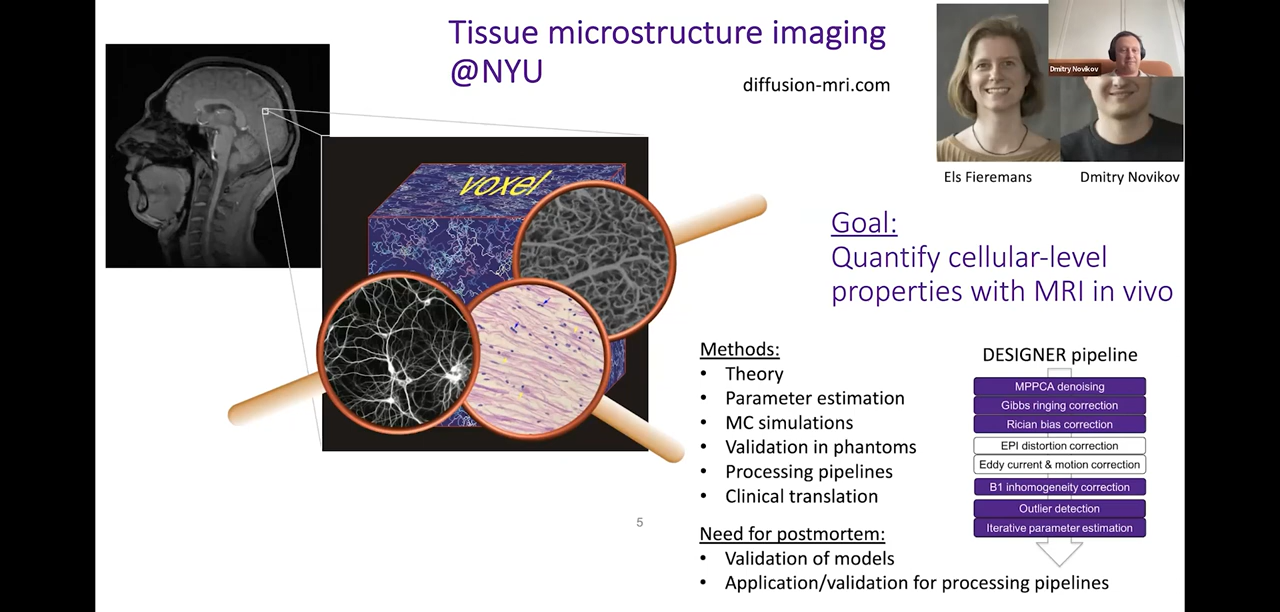 Tissue microstructure imaging
@NYU
diffusion-mri.com
Dmitry Novikov
Els Fieremans
Dmitry Novikov
voxel
Goal:
Quantify cellular-level
properties with MRI in vivo
Methods:
• Theory
• Parameter estimation
• MC simulations
• Validation in phantoms
• Processing pipelines
• Clinical translation
DESIGNER pipeline
MPPCA denoising
Gibbs ringing correction
Rician bias correction
EPI distortion correction
Eddy current & motion correction
B1 inhomogeneity correction
Outlier detection
Iterative parameter estimation
5
Need for postmortem:
• Validation of models
• Application/validation for processing pipelines